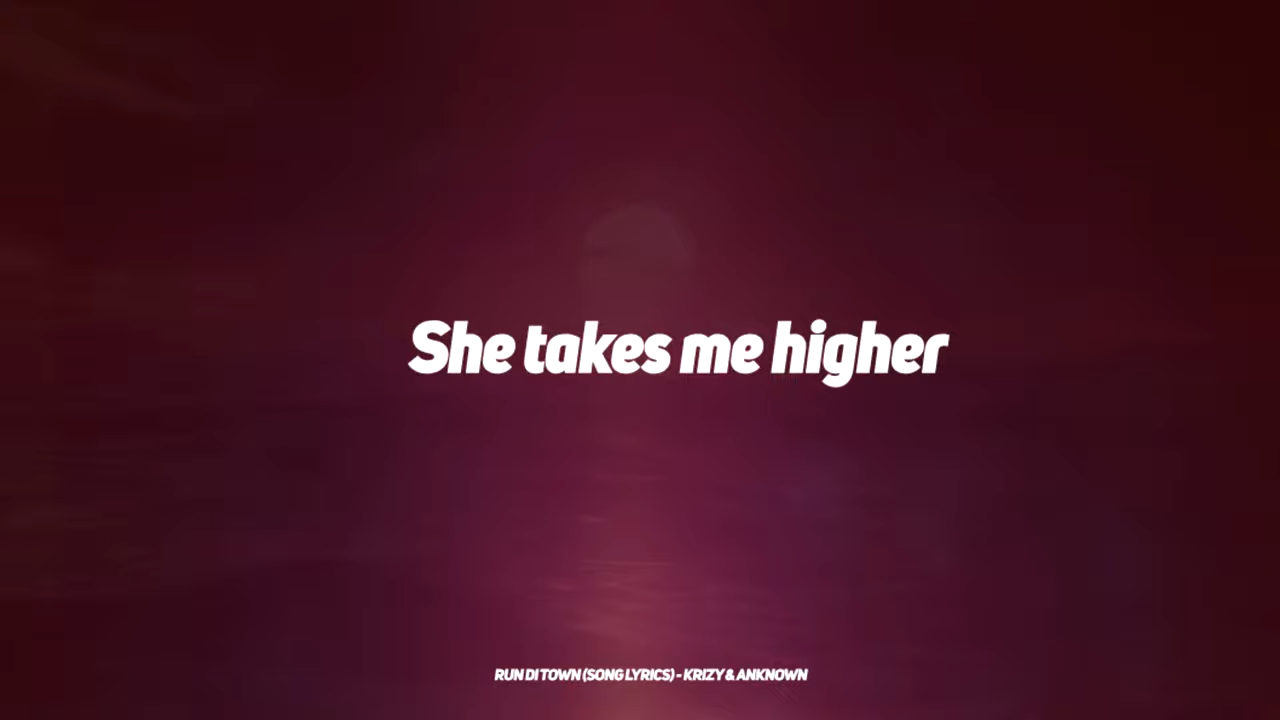 She takes me higher
RUN DI TOWN (SONG LYRICS) - KRIZY & ANKNOWN